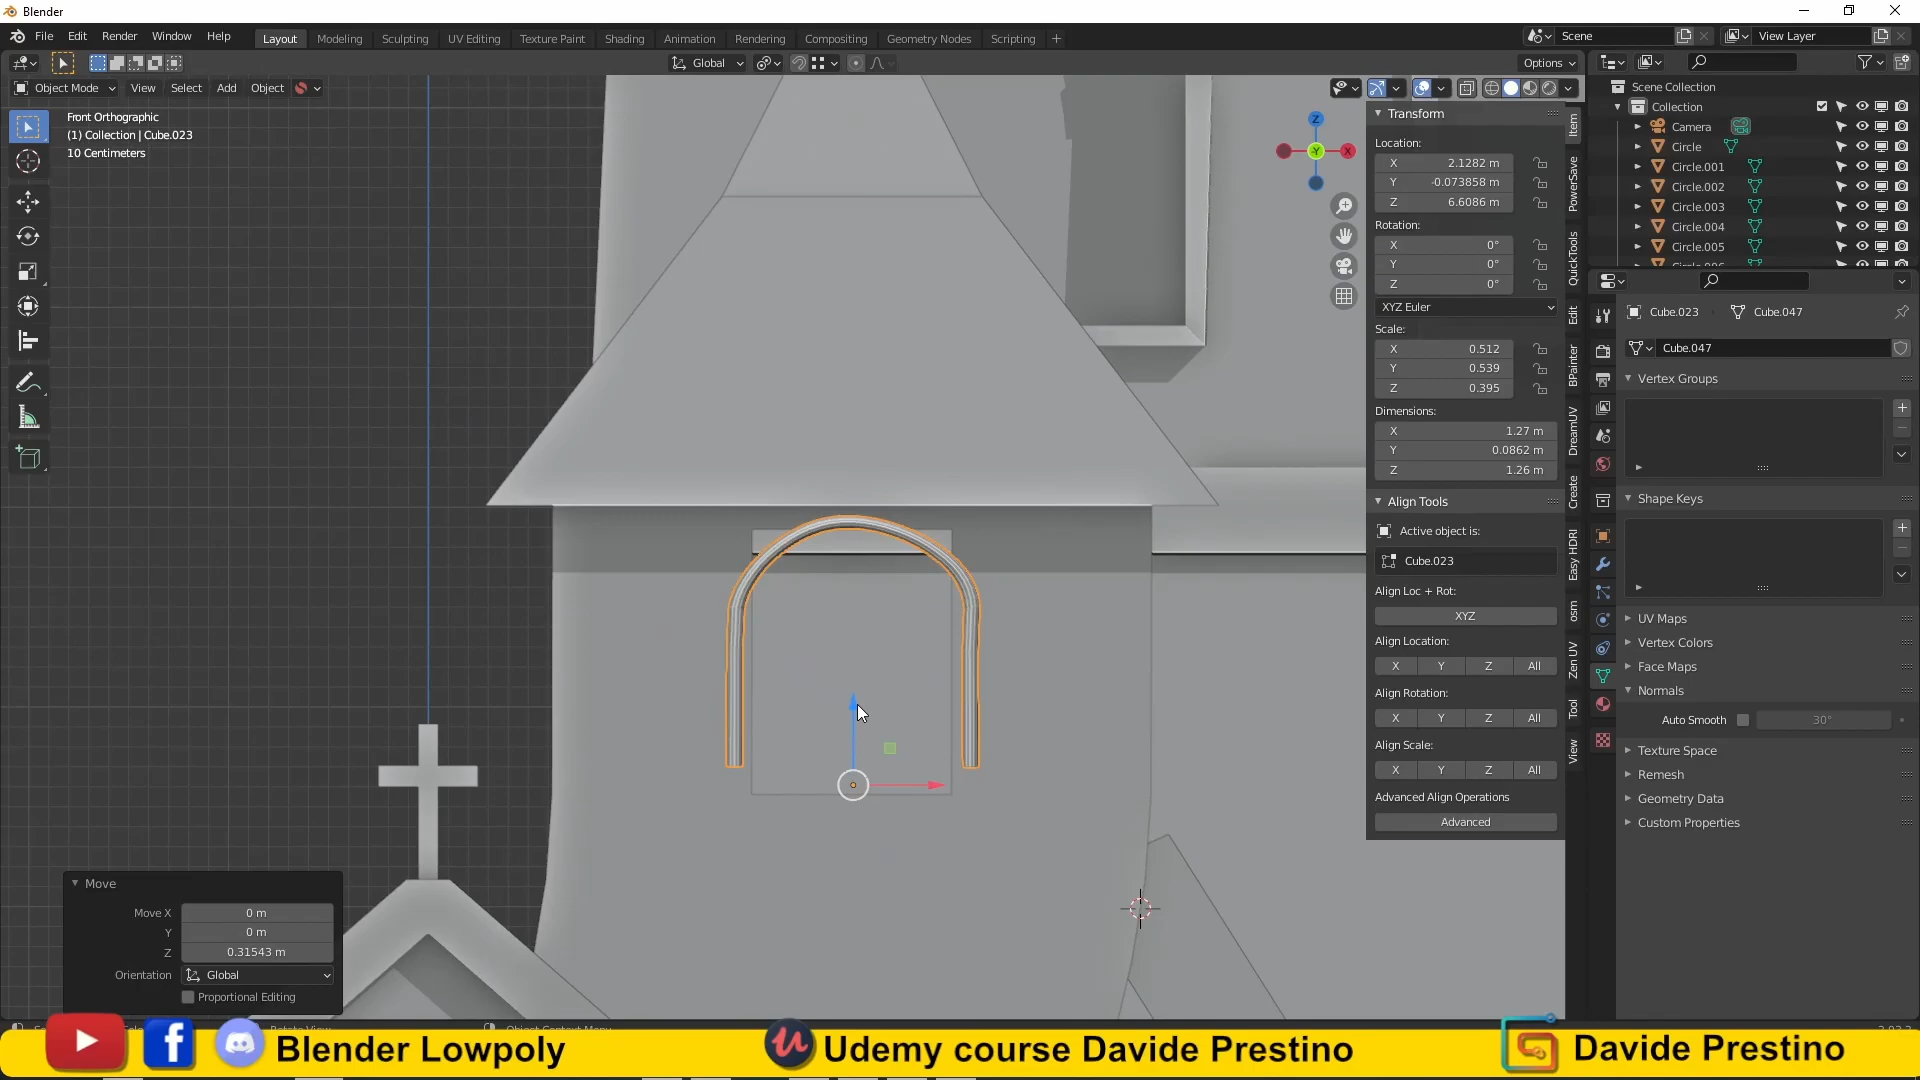 Blender
File Edit Render Window Help
Layout Modeling Sculpting UV Editing Texture Paint Shading Animation Rendering Compositing Geometry Nodes Scripting +
Scene
View Layer
Global
Options
Object Mode View Select Add Object
Front Orthographic
(1) Collection | Cube.023
10 Centimeters
Z
Y
X
Transform
Location:
X 2.1282 m
Y -0.073858 m
Z 6.6086 m
Rotation:
X 0°
Y 0°
Z 0°
XYZ Euler
Scale:
X 0.512
Y 0.539
Z 0.395
Dimensions:
X 1.27 m
Y 0.0862 m
Z 1.26 m
Align Tools
Active object is:
Cube.023
Align Loc + Rot:
XYZ
Align Location:
X Y Z All
Align Rotation:
X Y Z All
Align Scale:
X Y Z All
Advanced Align Operations
Advanced
Item
PowerSave
QuickTools
Edit
BPainter
DreamUV
Create
Easy HDRI
osm
Zen UV
Tool
View
Scene Collection
Collection
Camera
Circle
Circle.001
Circle.002
Circle.003
Circle.004
Circle.005
Cube.023 Cube.047
Cube.047
Vertex Groups
Shape Keys
UV Maps
Vertex Colors
Face Maps
Normals
Auto Smooth 30°
Texture Space
Remesh
Geometry Data
Custom Properties
Move
Move X 0 m
Y 0 m
Z 0.31543 m
Orientation Global
Proportional Editing
Blender Lowpoly
Udemy course Davide Prestino
Davide Prestino